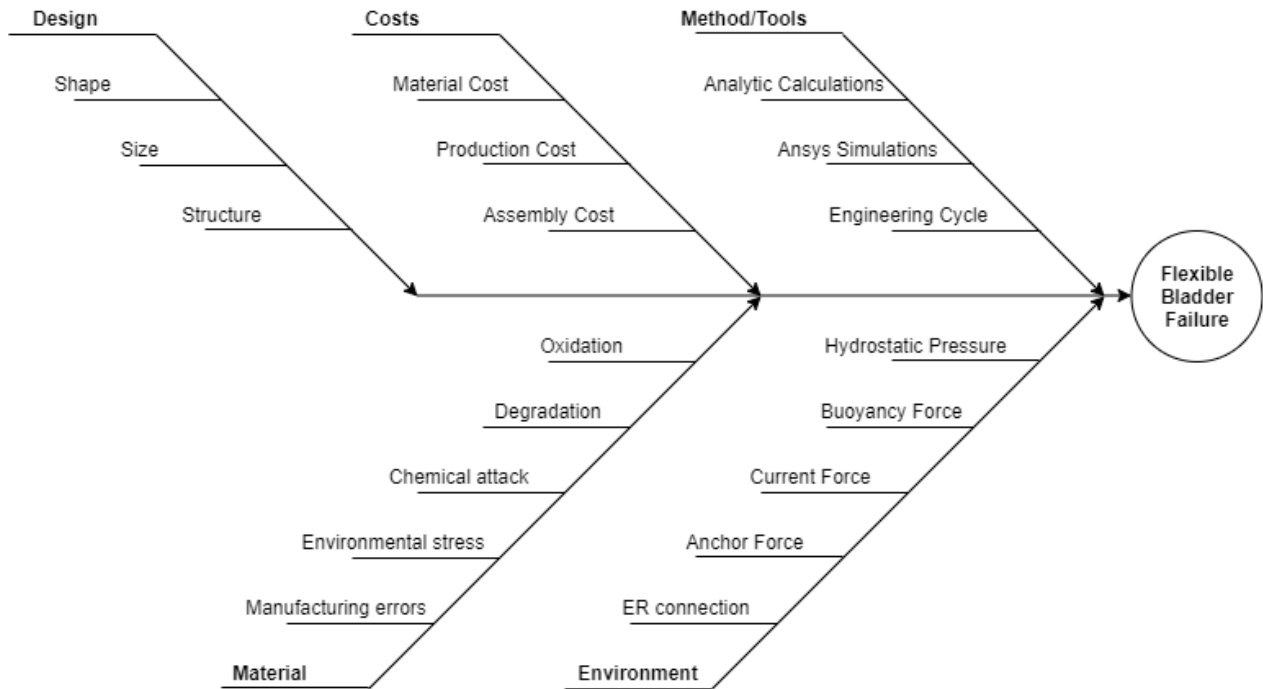 Design
Costs
Method/Tools
Shape
Material Cost
Analytic Calculations
Size
Production Cost
Ansys Simulations
Structure
Assembly Cost
Engineering Cycle
Flexible
Bladder
Failure
Oxidation
Hydrostatic Pressure
Degradation
Buoyancy Force
Chemical attack
Current Force
Environmental stress
Anchor Force
Manufacturing errors
ER connection
Material
Environment